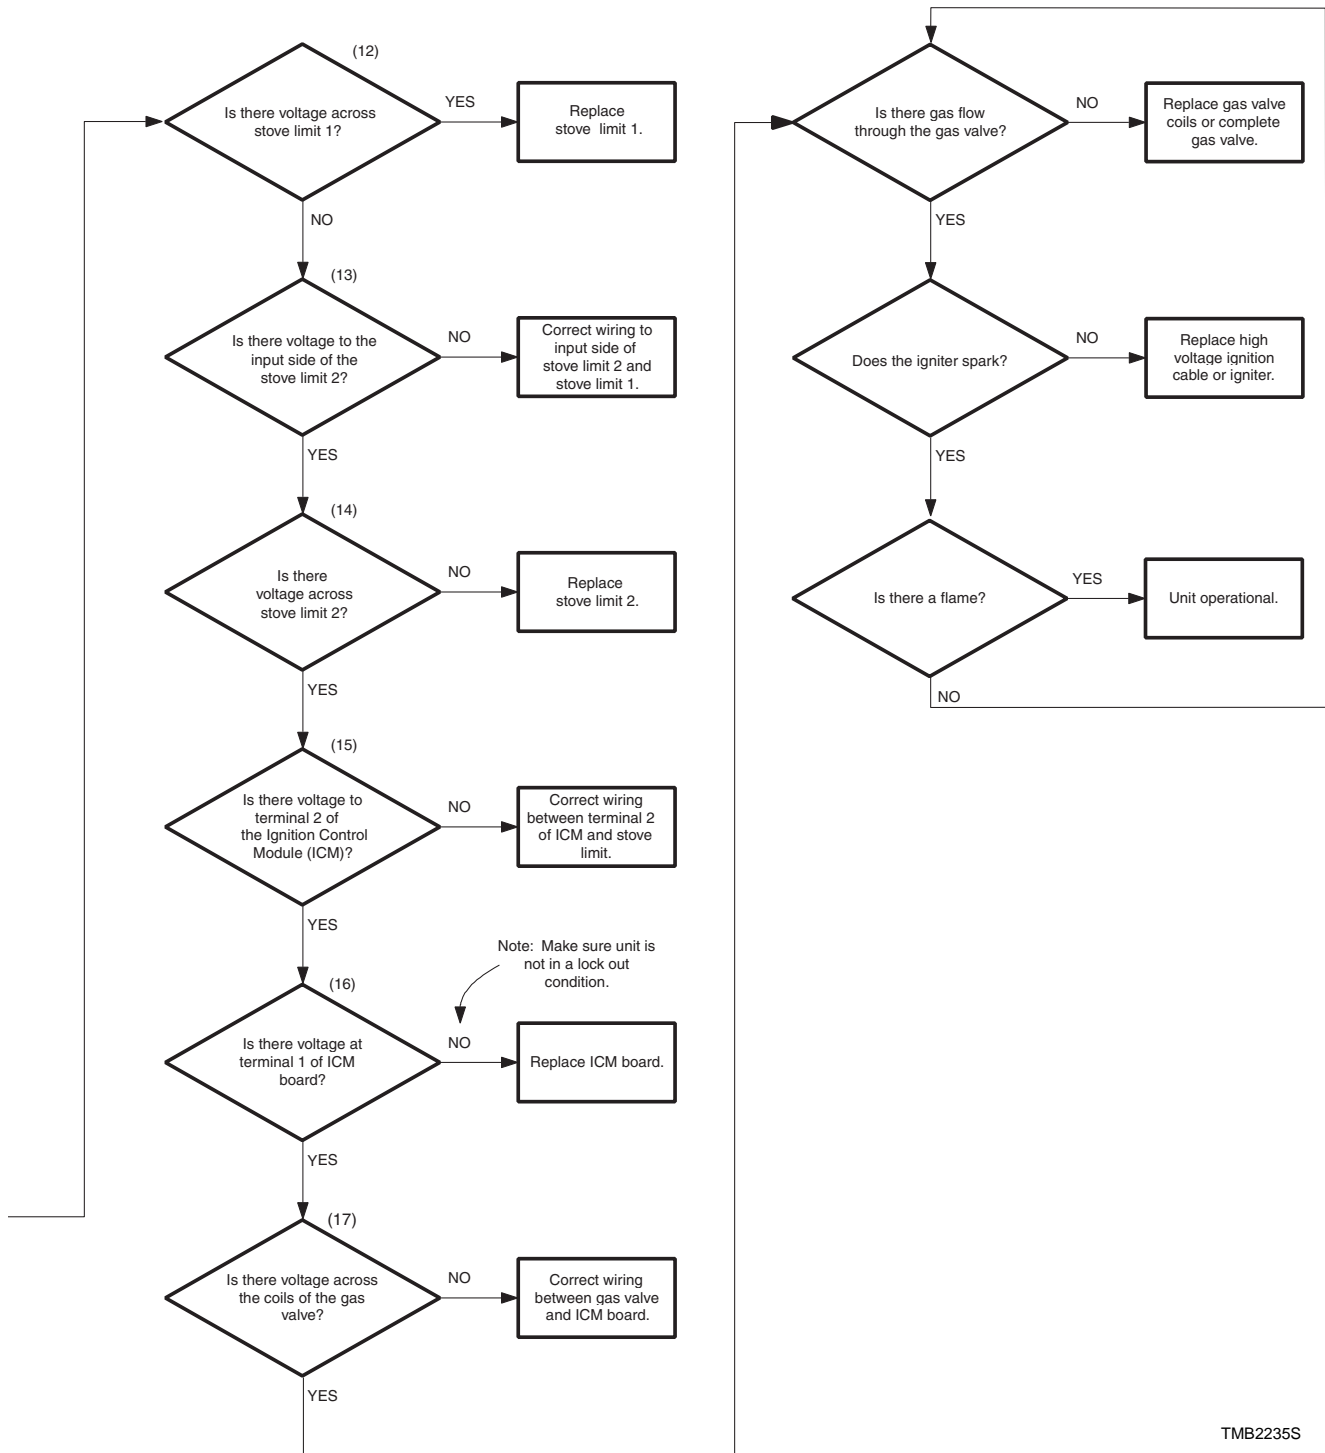 (12)
Is there voltage across
stove limit 1?
YES
Replace
stove limit 1.
NO
(13)
Is there voltage to the
input side of the
stove limit 2?
NO
Correct wiring to
input side of
stove limit 2 and
stove limit 1.
YES
(14)
Is there
voltage across
stove limit 2?
NO
Replace
stove limit 2.
YES
(15)
Is there voltage to
terminal 2 of
the Ignition Control
Module (ICM)?
NO
Correct wiring
between terminal 2
of ICM and stove
limit.
YES
Note: Make sure unit is
not in a lock out
condition.
(16)
Is there voltage at
terminal 1 of ICM
board?
NO
Replace ICM board.
YES
(17)
Is there voltage across
the coils of the gas
valve?
NO
Correct wiring
between gas valve
and ICM board.
YES
Is there gas flow
through the gas valve?
NO
Replace gas valve
coils or complete
gas valve.
YES
Does the igniter spark?
NO
Replace high
voltage ignition
cable or igniter.
YES
Is there a flame?
YES
Unit operational.
NO
TMB2235S